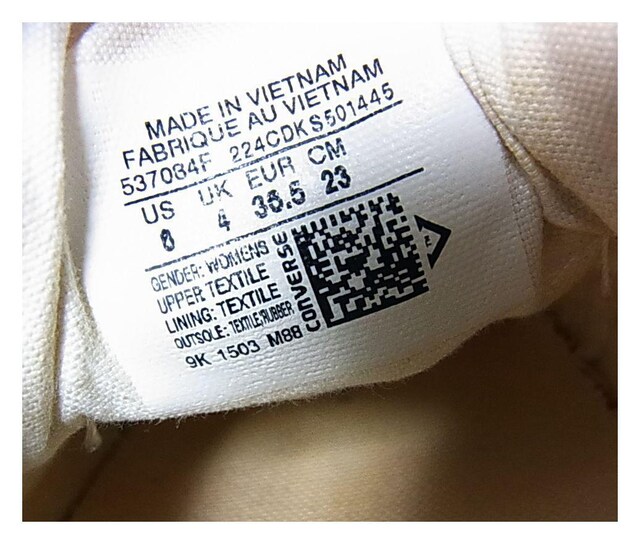 MADE IN VIETNAM
FABRIQUE AU VIETNAM
537084F 224CDKS501445
US UK EUR CM
6 4 36.5 23
GENDER: WOMENS
UPPER TEXTILE
LINING: TEXTILE
OUTSOLE: TEXTILE/RUBBER
9K 1503 M88
CONVERSE
E